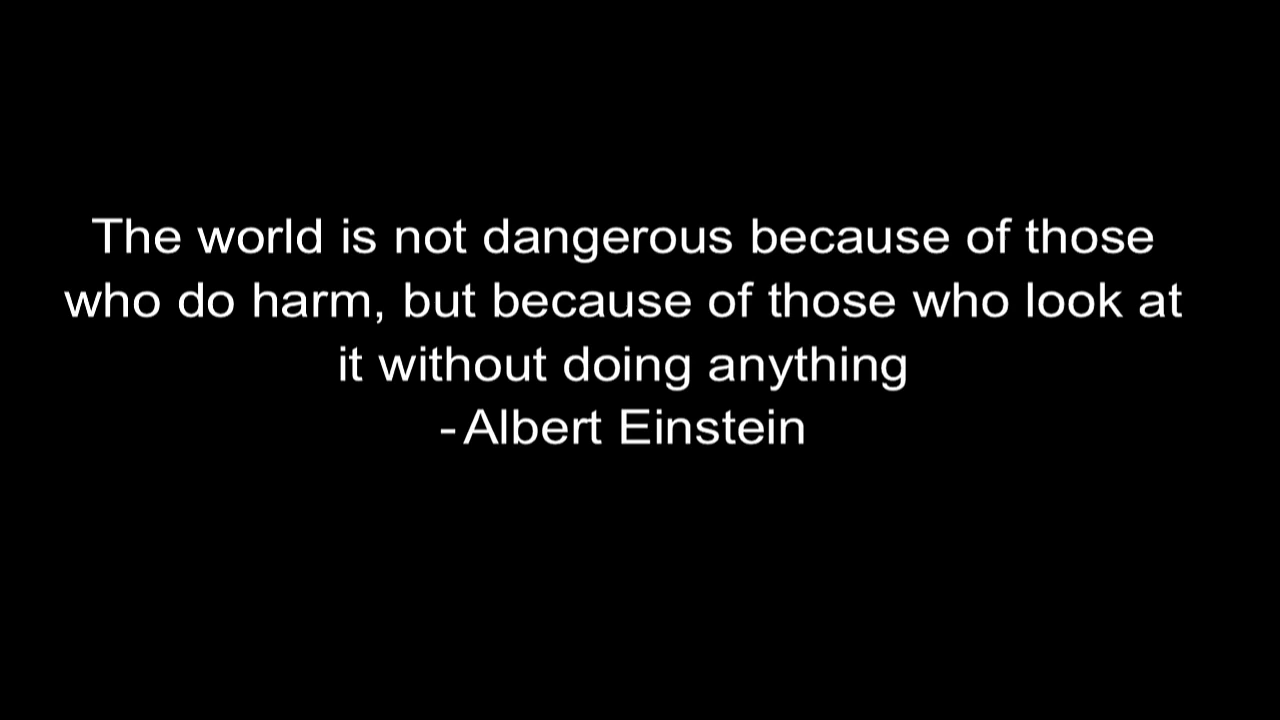 The world is not dangerous because of those
who do harm, but because of those who look at
it without doing anything
-Albert Einstein